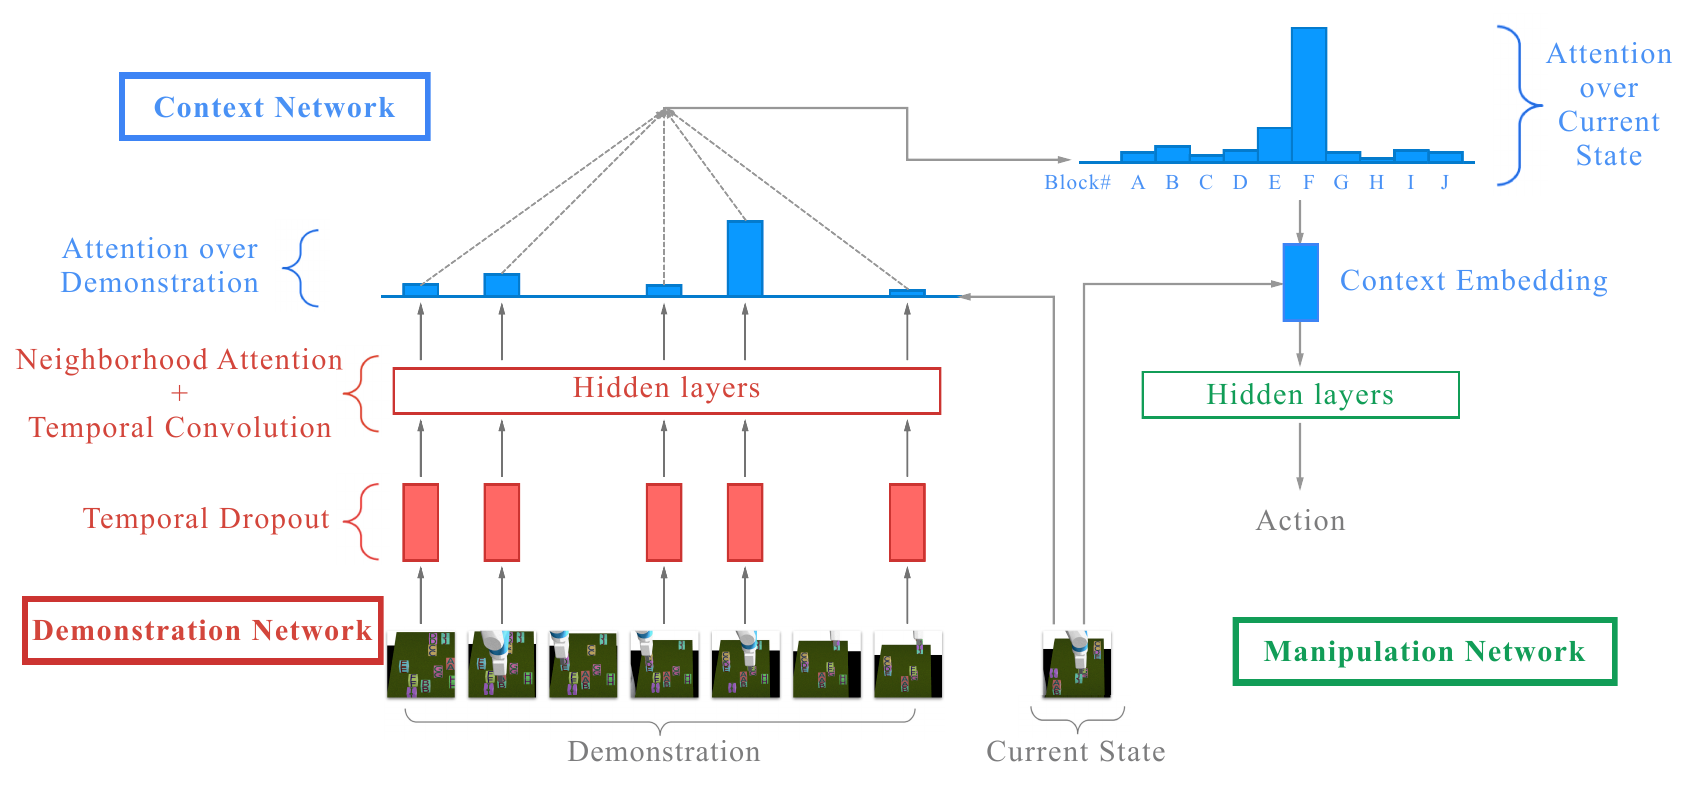 Context Network
Attention
over
Current
State
Block# A B C D E F G H I J
Attention over
Demonstration
Context Embedding
Neighborhood Attention
+
Temporal Convolution
Hidden layers
Hidden layers
Temporal Dropout
Action
Demonstration Network
Manipulation Network
Demonstration
Current State